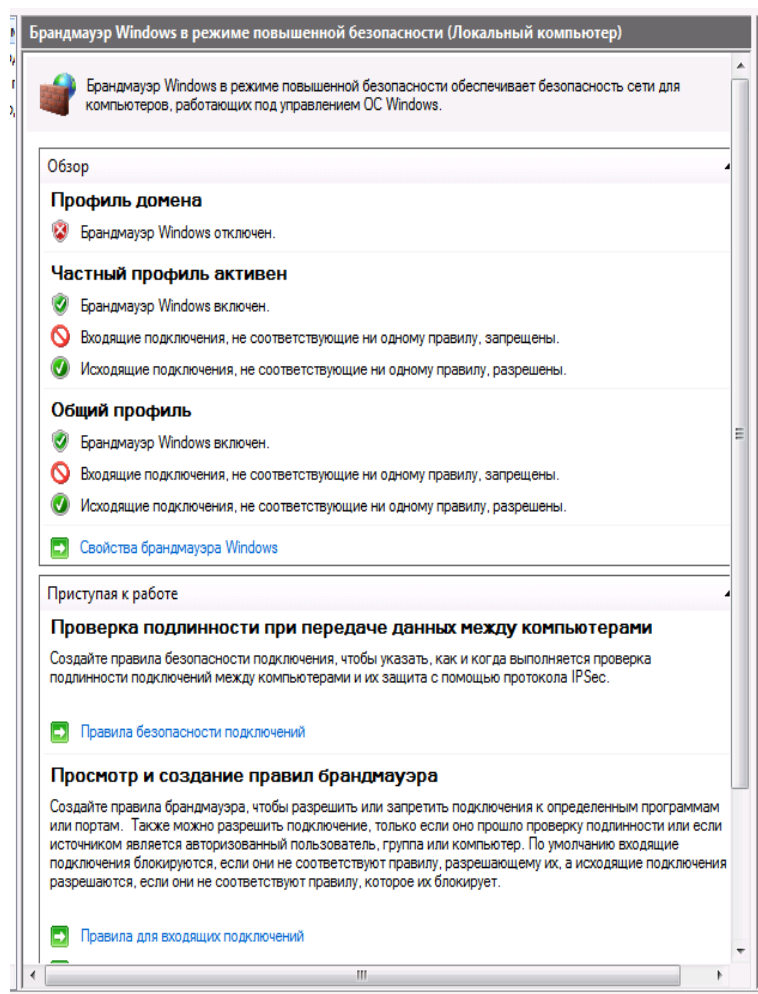 Брандмауэр Windows в режиме повышенной безопасности (Локальный компьютер)
Брандмауэр Windows в режиме повышенной безопасности обеспечивает безопасность сети для
компьютеров, работающих под управлением ОС Windows.
Обзор
Профиль домена
Брандмауэр Windows отключен.
Частный профиль активен
Брандмауэр Windows включен.
Входящие подключения, не соответствующие ни одному правилу, запрещены.
Исходящие подключения, не соответствующие ни одному правилу, разрешены.
Общий профиль
Брандмауэр Windows включен.
Входящие подключения, не соответствующие ни одному правилу, запрещены.
Исходящие подключения, не соответствующие ни одному правилу, разрешены.
Свойства брандмауэра Windows
Приступая к работе
Проверка подлинности при передаче данных между компьютерами
Создайте правила безопасности подключения, чтобы указать, как и когда выполняется проверка
подлинности подключений между компьютерами и их защита с помощью протокола IPSec.
Правила безопасности подключений
Просмотр и создание правил брандмауэра
Создайте правила брандмауэра, чтобы разрешить или запретить подключения к определенным программам
или портам. Также можно разрешить подключение, только если оно прошло проверку подлинности или если
источником является авторизованный пользователь, группа или компьютер. По умолчанию входящие
подключения блокируются, если они не соответствуют правилу, разрешающему их, а исходящие подключения
разрешаются, если они не соответствуют правилу, которое их блокирует.
Правила для входящих подключений